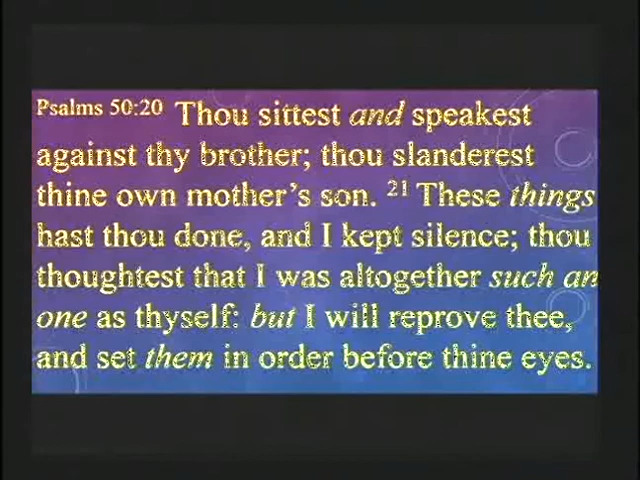 Psalms 50:20 Thou sittest and speakest
against thy brother; thou slanderest
thine own mother's son. 21 These things
hast thou done, and I kept silence; thou
thoughtest that I was altogether such an
one as thyself: but I will reprove thee,
and set them in order before thine eyes.